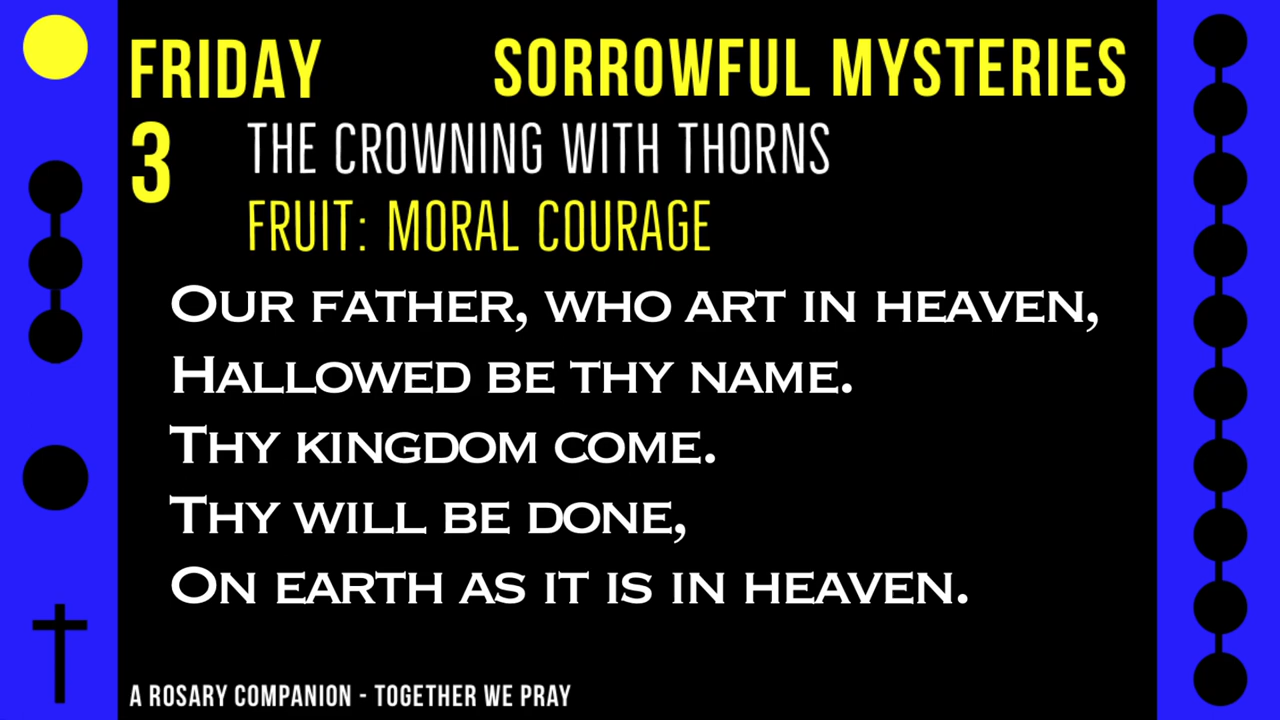 FRIDAY SORROWFUL MYSTERIES
3 THE CROWNING WITH THORNS
FRUIT: MORAL COURAGE
OUR FATHER, WHO ART IN HEAVEN,
HALLOWED BE THY NAME.
THY KINGDOM COME.
THY WILL BE DONE,
ON EARTH AS IT IS IN HEAVEN.
A ROSARY COMPANION - TOGETHER WE PRAY